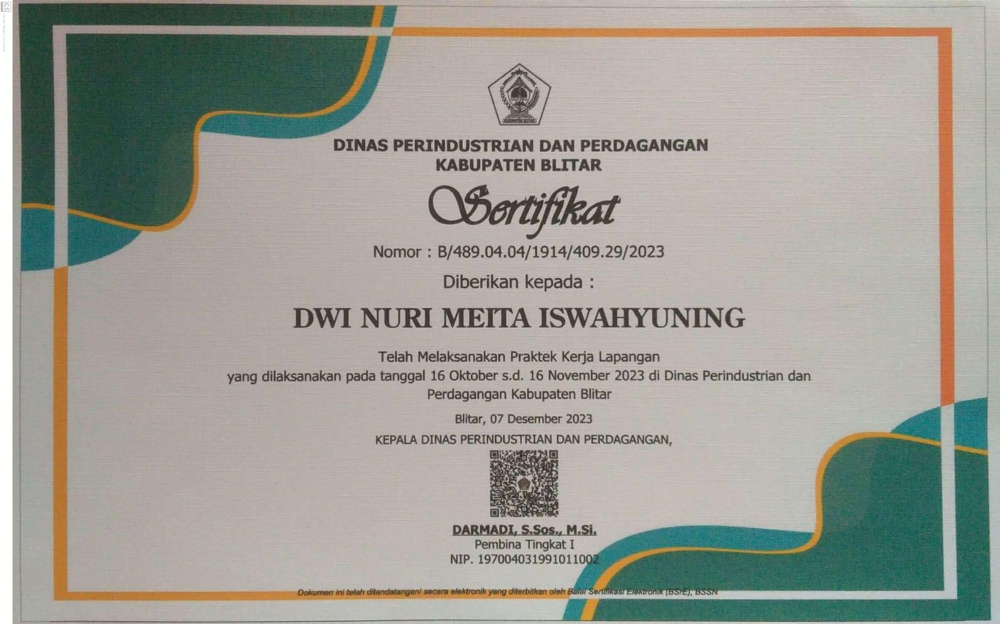 CS
KABUPATEN BLITAR
DINAS PERINDUSTRIAN DAN PERDAGANGAN
KABUPATEN BLITAR
Sertifikat
Nomor : B/489.04.04/1914/409.29/2023
Diberikan kepada :
DWI NURI MEITA ISWAHYUNING
Telah Melaksanakan Praktek Kerja Lapangan
yang dilaksanakan pada tanggal 16 Oktober s.d. 16 November 2023 di Dinas Perindustrian dan
Perdagangan Kabupaten Blitar
Blitar, 07 Desember 2023
KEPALA DINAS PERINDUSTRIAN DAN PERDAGANGAN,
DARMADI, S.Sos., M.Si.
Pembina Tingkat I
NIP. 197004031991011002
Dokumen ini telah ditandatangani secara elektronik yang diterbitkan oleh Balai Sertifikasi Elektronik (BSrE), BSSN